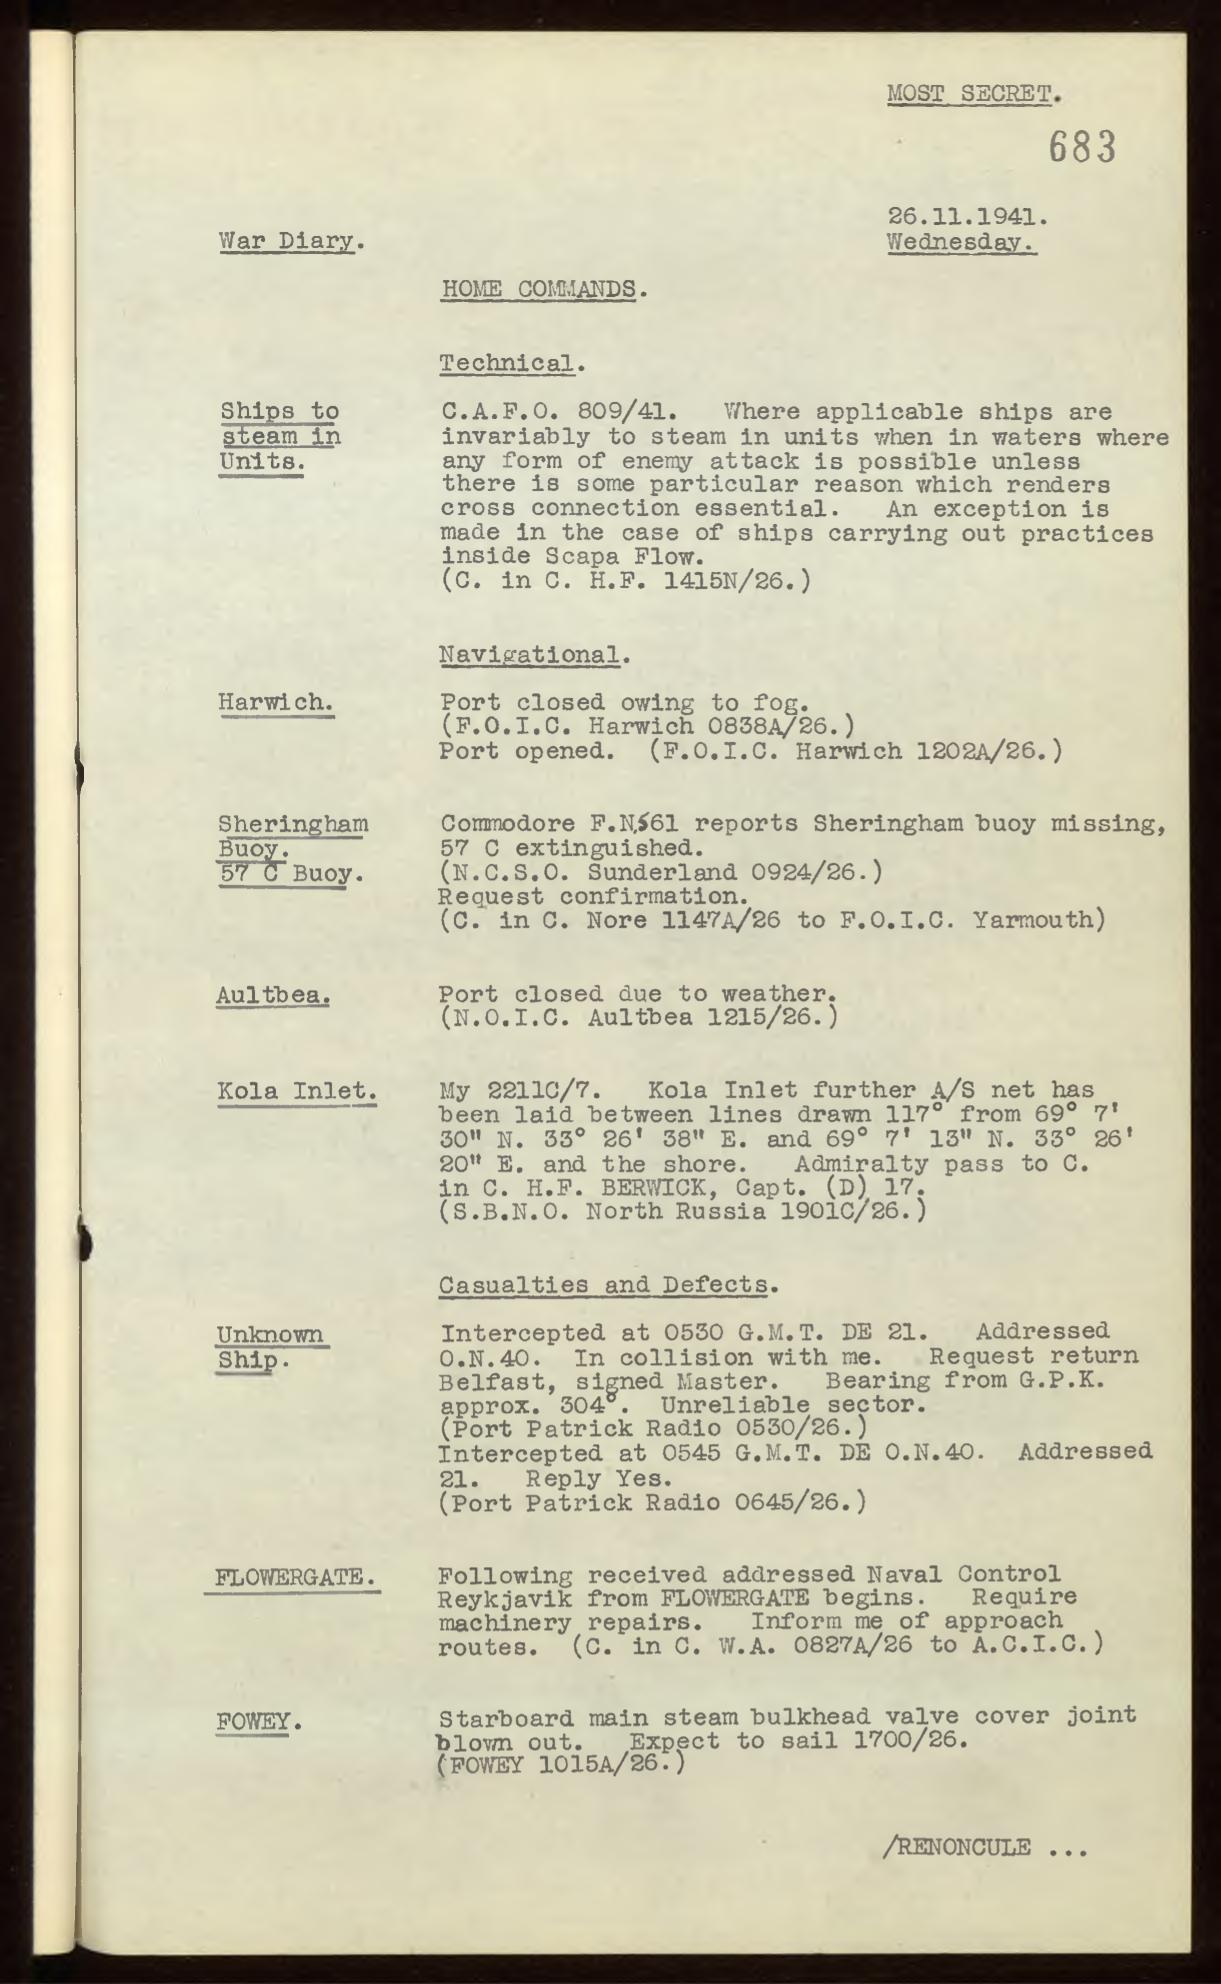 MOST SECRET.
683
26.11.1941.
War Diary.
Wednesday.
HOME COMMANDS.
Technical.
Ships to
steam in
Units.
C.A.F.O. 809/41. Where applicable ships are
invariably to steam in units when in waters where
any form of enemy attack is possible unless
there is some particular reason which renders
cross connection essential. An exception is
made in the case of ships carrying out practices
inside Scapa Flow.
(C. in C. H.F. 1415N/26.)
Navigational.
Harwich.
Port closed owing to fog.
(F.O.I.C. Harwich 0838A/26.)
Port opened. (F.O.I.C. Harwich 1202A/26.)
Sheringham
Buoy.
57 C Buoy.
Commodore F.N.561 reports Sheringham buoy missing,
57 C extinguished.
(N.C.S.O. Sunderland 0924/26.)
Request confirmation.
(C. in C. Nore 1147A/26 to F.O.I.C. Yarmouth)
Aultbea.
Port closed due to weather.
(N.O.I.C. Aultbea 1215/26.)
Kola Inlet.
My 2211C/7. Kola Inlet further A/S net has
been laid between lines drawn 117° from 69° 7'
30" N. 33° 26' 38" E. and 69° 7' 13" N. 33° 26'
20" E. and the shore. Admiralty pass to C.
in C. H.F. BERWICK, Capt. (D) 17.
(S.B.N.O. North Russia 1901C/26.)
Casualties and Defects.
Unknown
Ship.
Intercepted at 0530 G.M.T. DE 21. Addressed
O.N.40. In collision with me. Request return
Belfast, signed Master. Bearing from G.P.K.
approx. 304°. Unreliable sector.
(Port Patrick Radio 0530/26.)
Intercepted at 0545 G.M.T. DE O.N.40. Addressed
21. Reply Yes.
(Port Patrick Radio 0645/26.)
FLOWERGATE.
Following received addressed Naval Control
Reykjavik from FLOWERGATE begins. Require
machinery repairs. Inform me of approach
routes. (C. in C. W.A. 0827A/26 to A.C.I.C.)
FOWEY.
Starboard main steam bulkhead valve cover joint
blown out. Expect to sail 1700/26.
(FOWEY 1015A/26.)
/RENONCULE ...